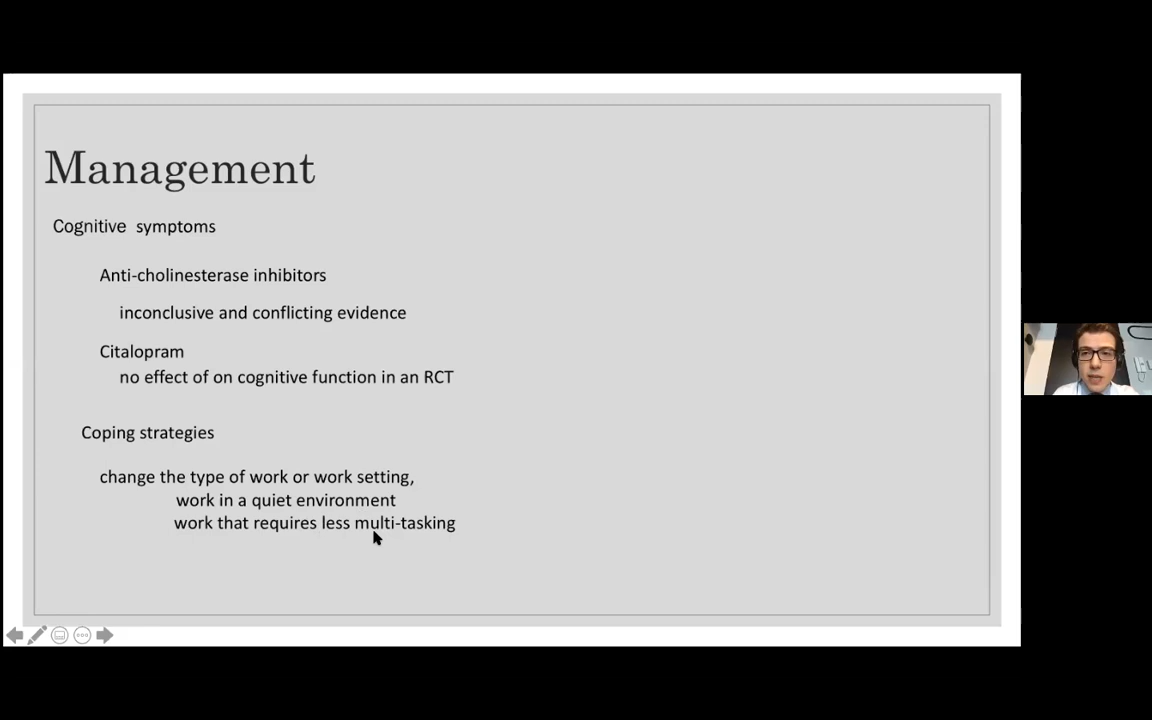 Management
Cognitive symptoms
Anti-cholinesterase inhibitors
inconclusive and conflicting evidence
Citalopram
no effect of on cognitive function in an RCT
Coping strategies
change the type of work or work setting,
work in a quiet environment
work that requires less multi-tasking